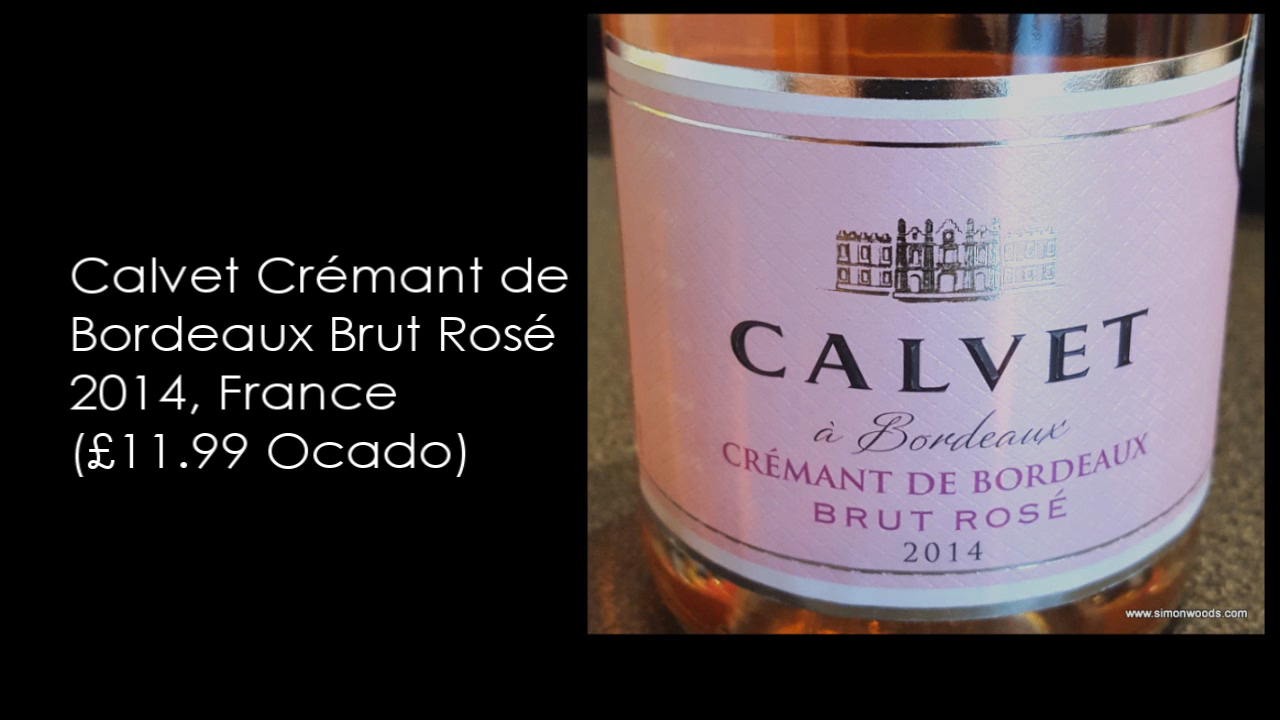 Calvet Crémant de
Bordeaux Brut Rosé
2014, France
(£11.99 Ocado)
CALVET
à Bordeaux
CRÉMANT DE BORDEAUX
BRUT ROSÉ
2014
www.simonwoods.com